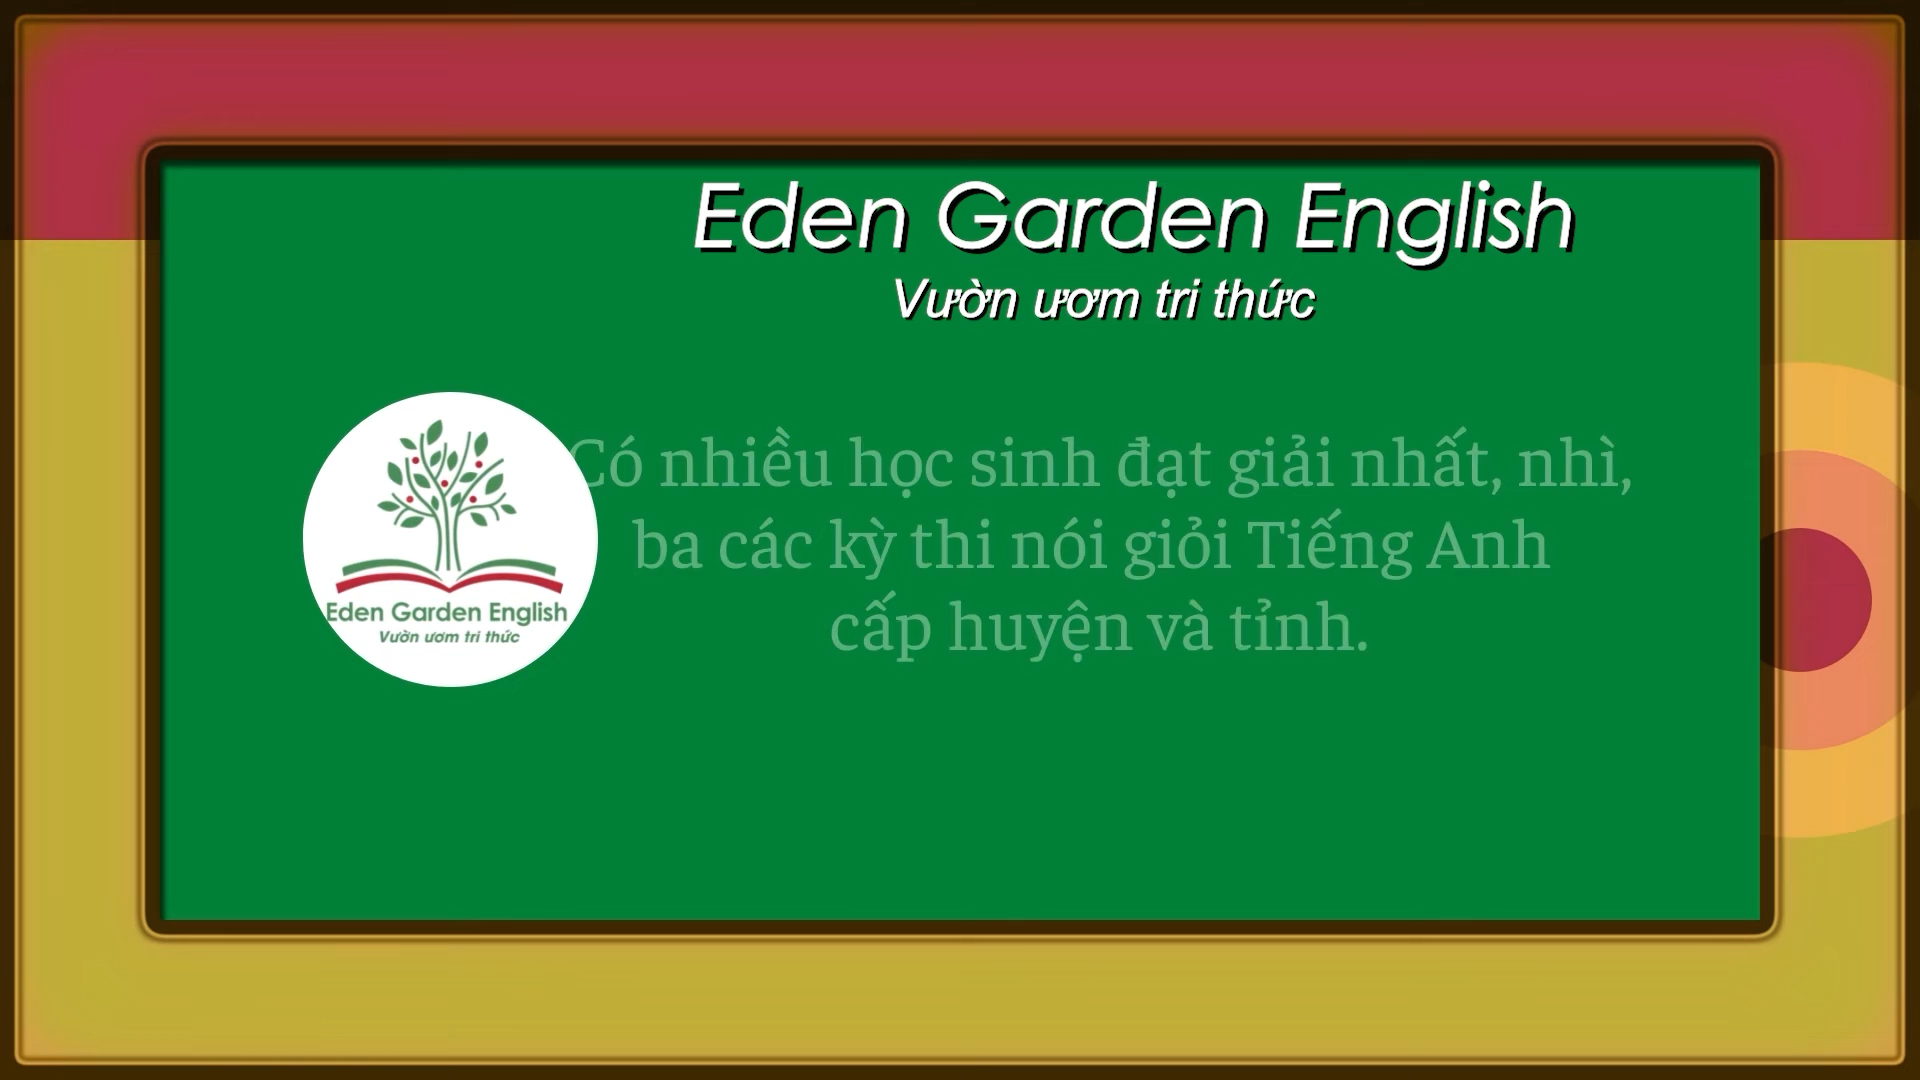 Eden Garden English
Vườn ươm tri thức
Có nhiều học sinh đạt giải nhất, nhì,
ba các kỳ thi nói giỏi Tiếng Anh
cấp huyện và tỉnh.
Eden Garden English
Vườn ươm tri thức